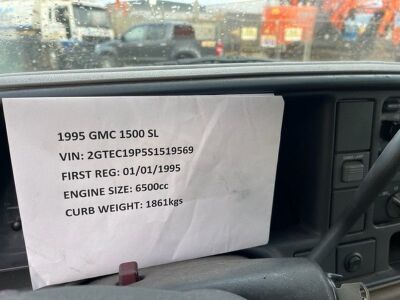 1995 GMC 1500 SL
VIN: 2GTEC19P5S1519569
FIRST REG: 01/01/1995
ENGINE SIZE: 6500cc
CURB WEIGHT: 1861kgs